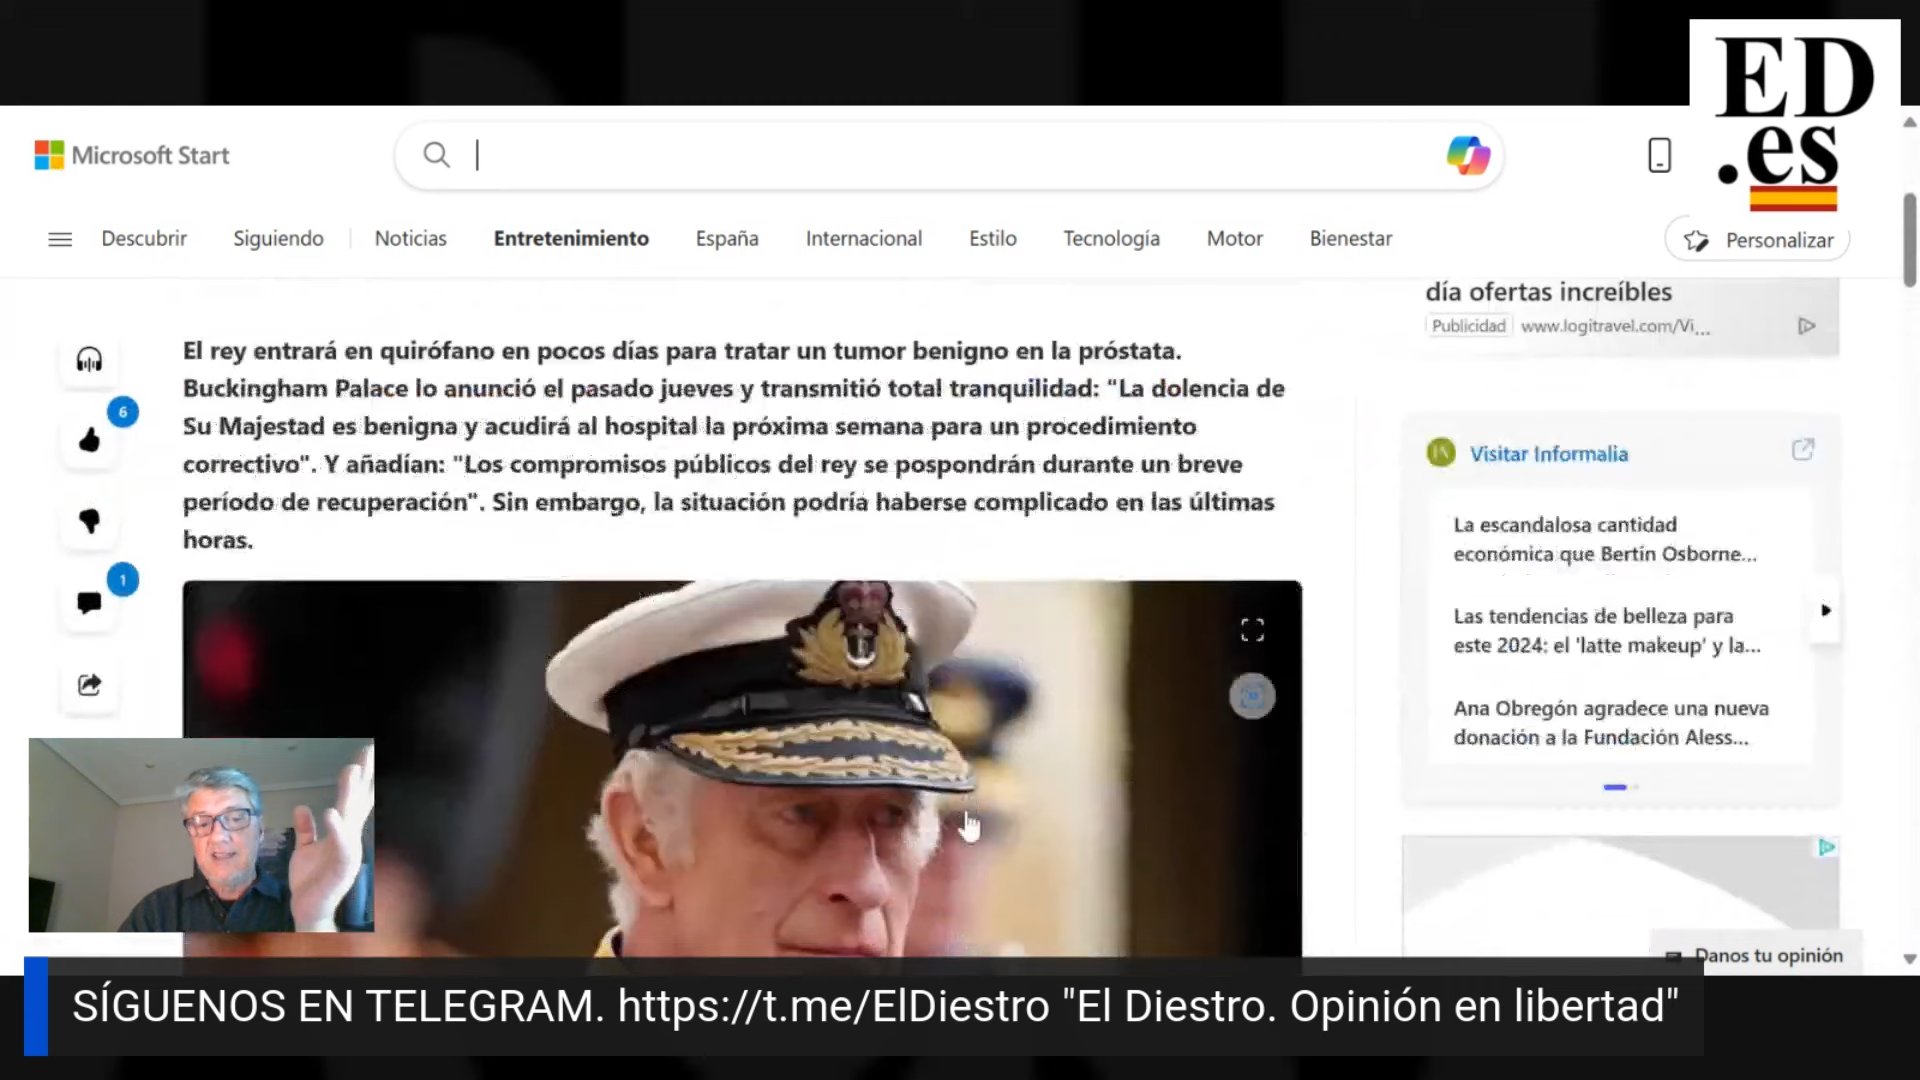 ED
.es
Microsoft Start
Descubrir
Siguiendo
Noticias
Entretenimiento
España
Internacional
Estilo
Tecnología
Motor
Bienestar
Personalizar
El rey entrará en quirófano en pocos días para tratar un tumor benigno en la próstata.
Buckingham Palace lo anunció el pasado jueves y transmitió total tranquilidad: "La dolencia de
Su Majestad es benigna y acudirá al hospital la próxima semana para un procedimiento
correctivo". Y añadían: "Los compromisos públicos del rey se pospondrán durante un breve
período de recuperación". Sin embargo, la situación podría haberse complicado en las últimas
horas.
6
1
día ofertas increíbles
Publicidad
www.logitravel.com/Vi...
Visitar Informalia
La escandalosa cantidad
económica que Bertín Osborne...
Las tendencias de belleza para
este 2024: el 'latte makeup' y la...
Ana Obregón agradece una nueva
donación a la Fundación Aless...
Danos tu opinión
SÍGUENOS EN TELEGRAM. https://t.me/ElDiestro "El Diestro. Opinión en libertad"